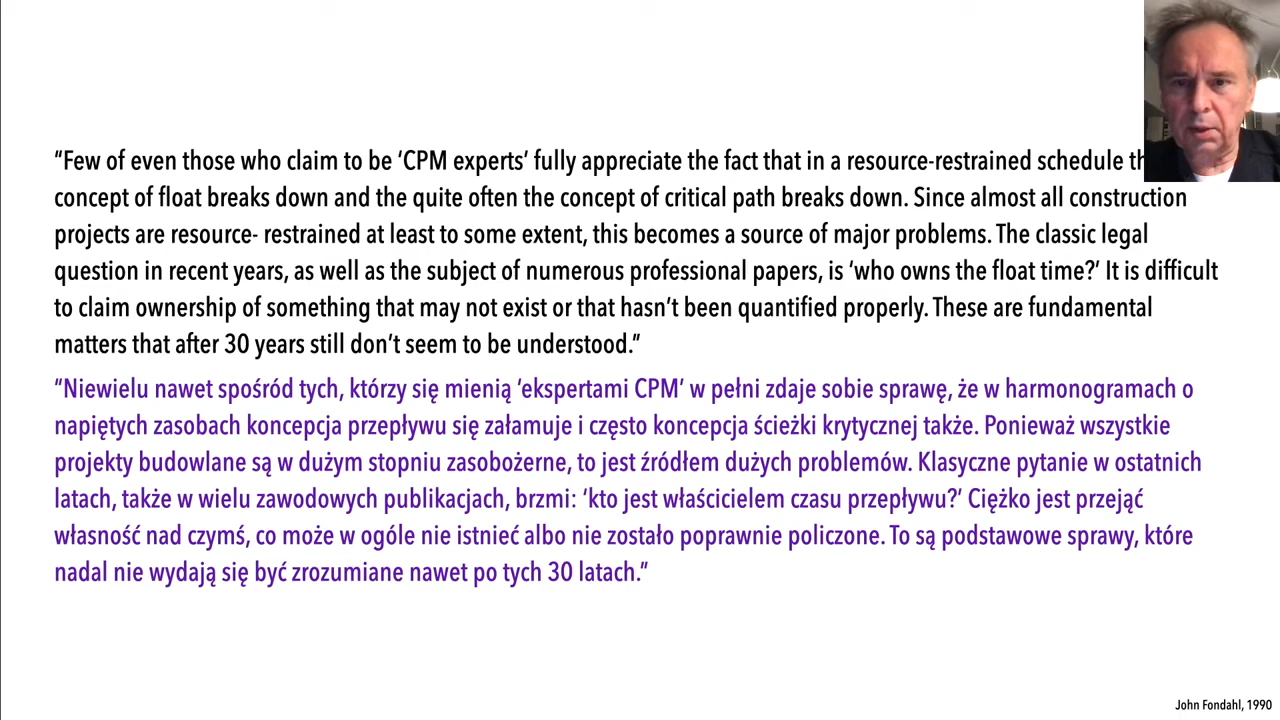 “Few of even those who claim to be ‘CPM experts’ fully appreciate the fact that in a resource-restrained schedule
concept of float breaks down and the quite often the concept of critical path breaks down. Since almost all construction
projects are resource- restrained at least to some extent, this becomes a source of major problems. The classic legal
question in recent years, as well as the subject of numerous professional papers, is ‘who owns the float time?’ It is difficult
to claim ownership of something that may not exist or that hasn’t been quantified properly. These are fundamental
matters that after 30 years still don’t seem to be understood.”
“Niewielu nawet spośród tych, którzy się mienią ‘ekspertami CPM’ w pełni zdaje sobie sprawę, że w harmonogramach o
napiętych zasobach koncepcja przepływu się załamuje i często koncepcja ścieżki krytycznej także. Ponieważ wszystkie
projekty budowlane są w dużym stopniu zasobożerne, to jest źródłem dużych problemów. Klasyczne pytanie w ostatnich
latach, także w wielu zawodowych publikacjach, brzmi: ‘kto jest właścicielem czasu przepływu?’ Ciężko jest przejąć
własność nad czymś, co może w ogóle nie istnieć albo nie zostało poprawnie policzone. To są podstawowe sprawy, które
nadal nie wydają się być zrozumiane nawet po tych 30 latach.”
John Fondahl, 1990